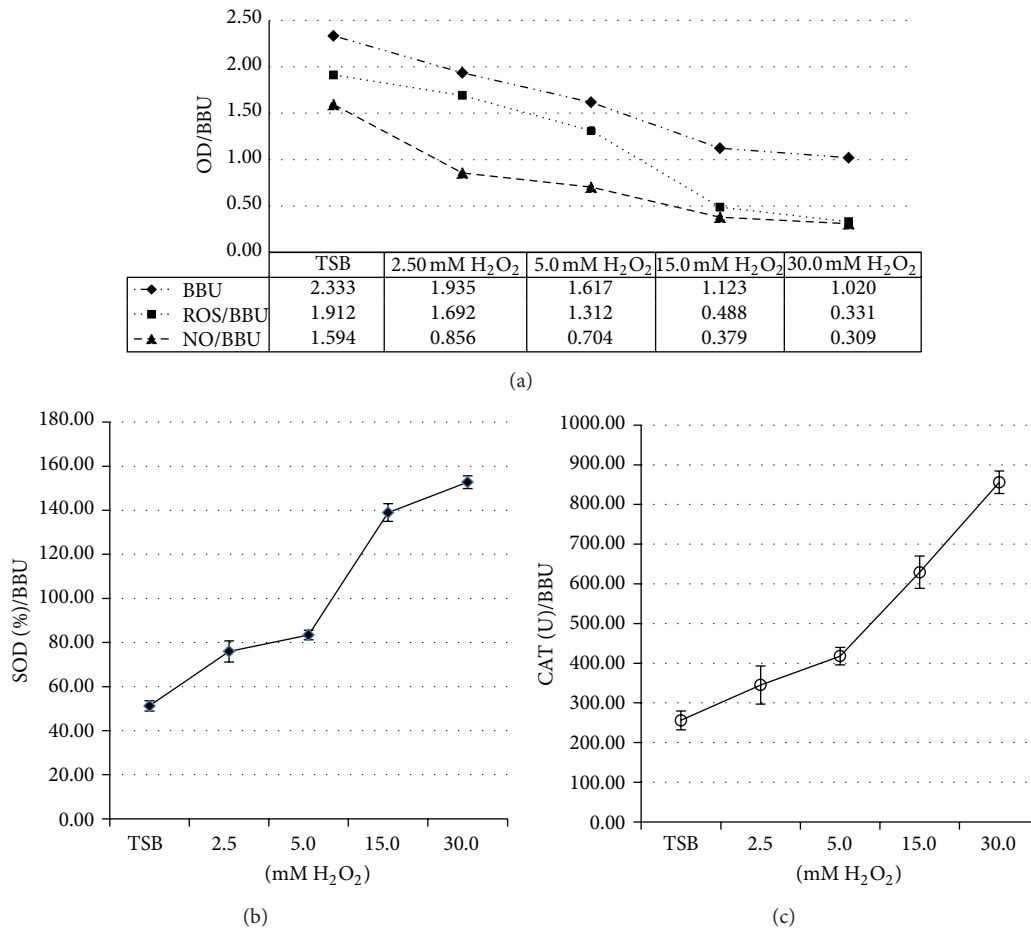 2.50
2.00
1.50
1.00
0.50
0.00
OD/BBU
TSB 2.50 mM H₂O₂ 5.0 mM H₂O₂ 15.0 mM H₂O₂ 30.0 mM H₂O₂
BBU 2.333 1.935 1.617 1.123 1.020
ROS/BBU 1.912 1.692 1.312 0.488 0.331
NO/BBU 1.594 0.856 0.704 0.379 0.309
(a)
180.00
160.00
140.00
120.00
100.00
80.00
60.00
40.00
20.00
0.00
SOD (%)/BBU
TSB 2.5 5.0 15.0 30.0
(mM H₂O₂)
(b)
1000.00
900.00
800.00
700.00
600.00
500.00
400.00
300.00
200.00
100.00
0.00
CAT (U)/BBU
TSB 2.5 5.0 15.0 30.0
(mM H₂O₂)
(c)